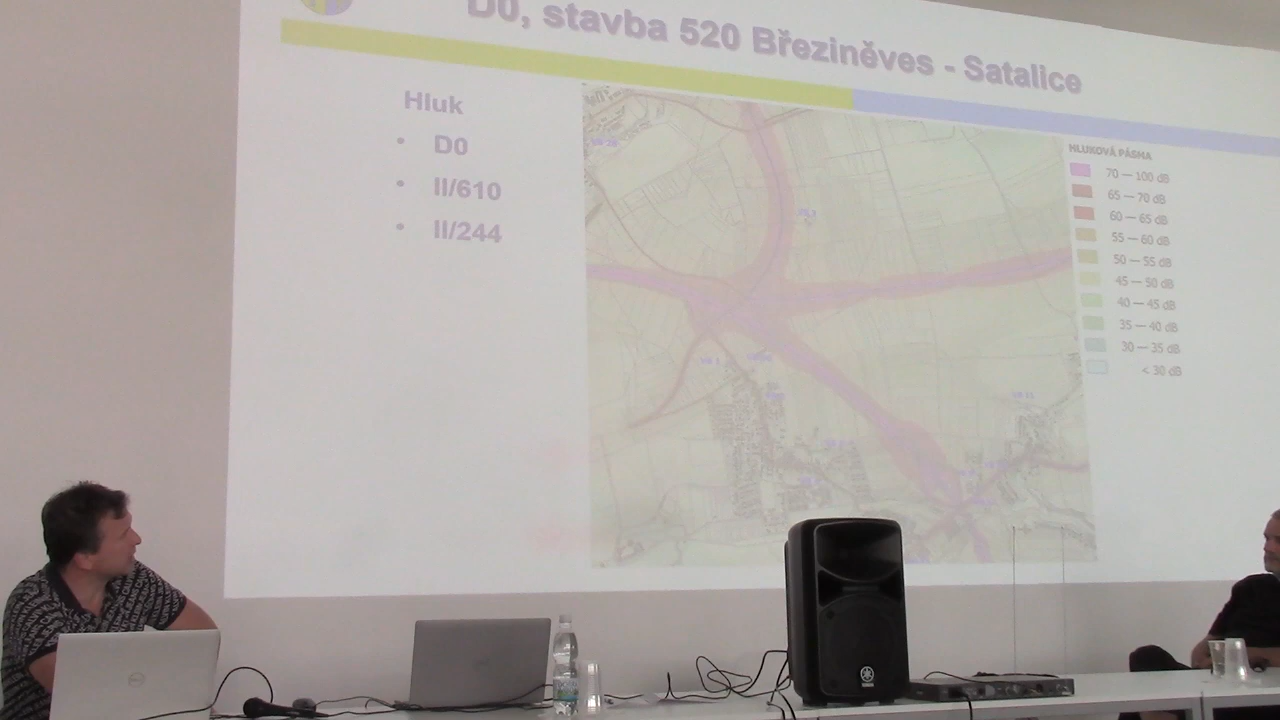 D0, stavba 520 Březiněves - Satalice
Hluk
• D0
• II/610
• II/244
HLUKOVÁ PÁSMA
70 — 100 dB
65 — 70 dB
60 — 65 dB
55 — 60 dB
50 — 55 dB
45 — 50 dB
40 — 45 dB
35 — 40 dB
30 — 35 dB
< 30 dB
DELL
YAMAHA